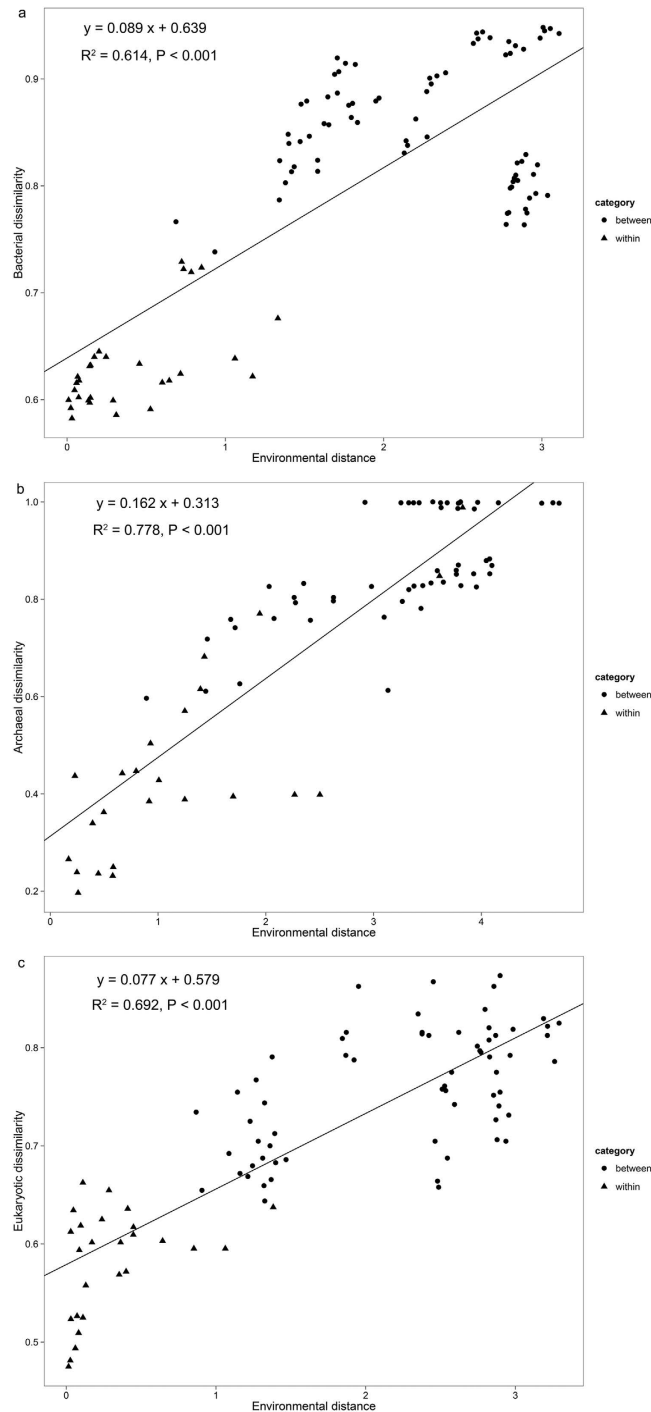 a
y = 0.089 x + 0.639
R² = 0.614, P < 0.001
0.9
0.8
0.7
0.6
Bacterial dissimilarity
0
1
2
3
Environmental distance
category
between
within
b
y = 0.162 x + 0.313
R² = 0.778, P < 0.001
1.0
0.8
0.6
0.4
0.2
Archaeal dissimilarity
0
1
2
3
4
Environmental distance
category
between
within
c
y = 0.077 x + 0.579
R² = 0.692, P < 0.001
0.8
0.7
0.6
0.5
Eukaryotic dissimilarity
0
1
2
3
Environmental distance
category
between
within